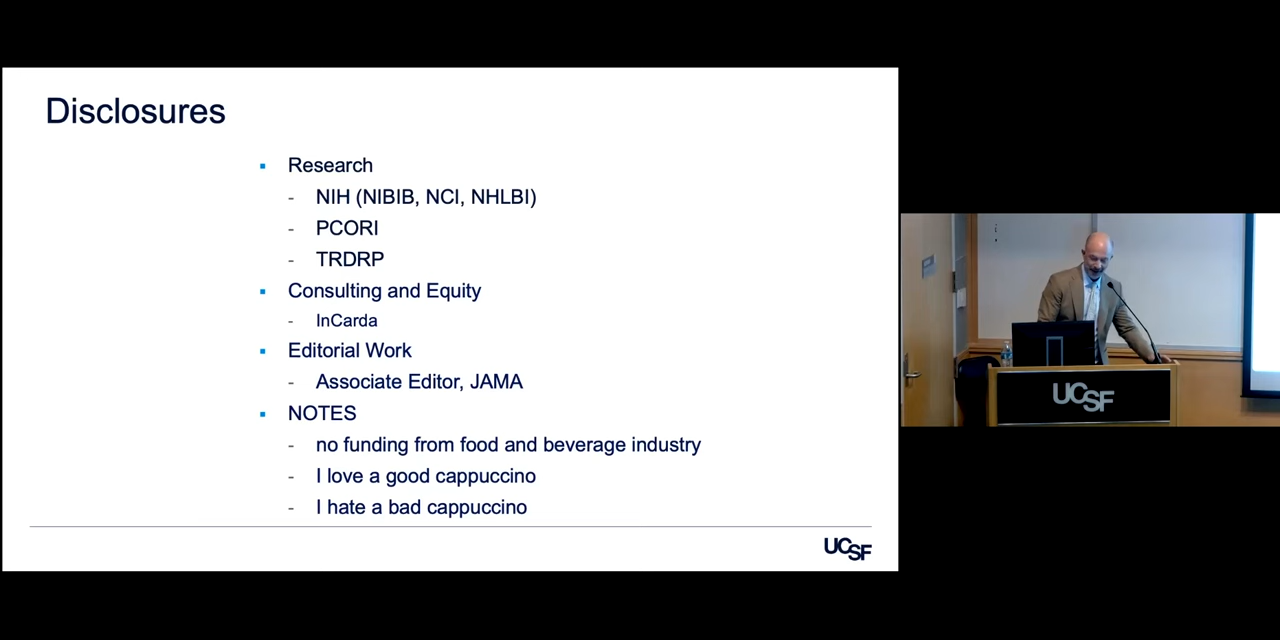 Disclosures
▪ Research
- NIH (NIBIB, NCI, NHLBI)
- PCORI
- TRDRP
▪ Consulting and Equity
- InCarda
▪ Editorial Work
- Associate Editor, JAMA
▪ NOTES
- no funding from food and beverage industry
- I love a good cappuccino
- I hate a bad cappuccino
UCSF
UCSF